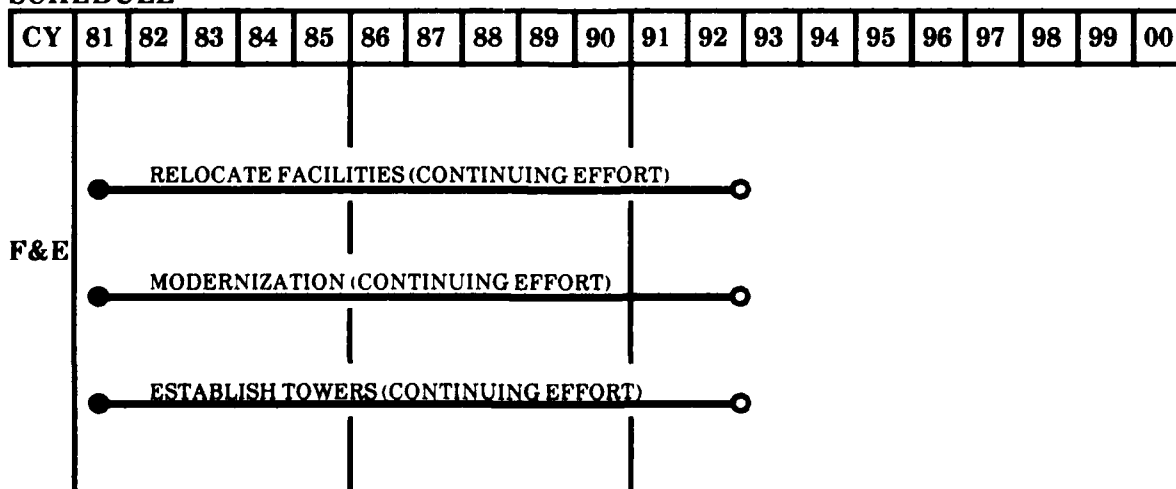 SCHEDULE
CY 81 82 83 84 85 86 87 88 89 90 91 92 93 94 95 96 97 98 99 00
RELOCATE FACILITIES (CONTINUING EFFORT)
F&E
MODERNIZATION (CONTINUING EFFORT)
ESTABLISH TOWERS (CONTINUING EFFORT)